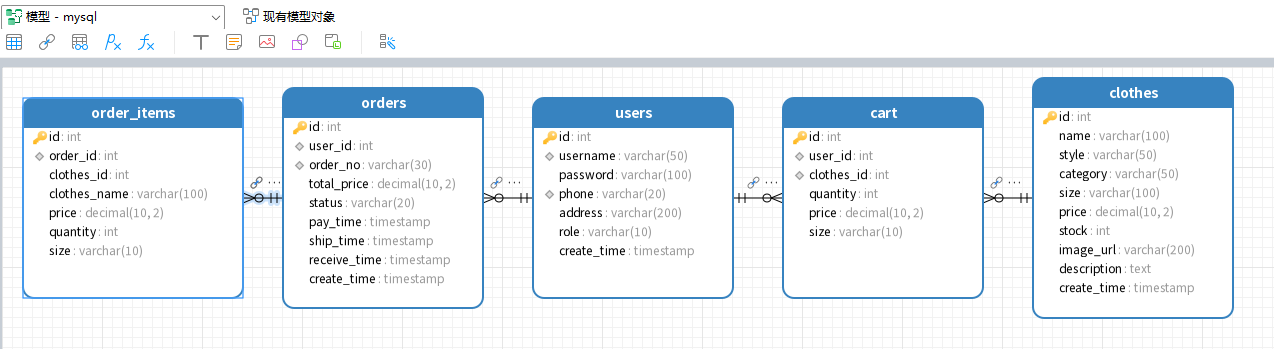 模型 - mysql
现有模型对象
order_items
id: int
order_id: int
clothes_id: int
clothes_name: varchar(100)
price: decimal(10, 2)
quantity: int
size: varchar(10)
orders
id: int
user_id: int
order_no: varchar(30)
total_price: decimal(10, 2)
status: varchar(20)
pay_time: timestamp
ship_time: timestamp
receive_time: timestamp
create_time: timestamp
users
id: int
username: varchar(50)
password: varchar(100)
phone: varchar(20)
address: varchar(200)
role: varchar(10)
create_time: timestamp
cart
id: int
user_id: int
clothes_id: int
quantity: int
price: decimal(10, 2)
size: varchar(10)
clothes
id: int
name: varchar(100)
style: varchar(50)
category: varchar(50)
size: varchar(100)
price: decimal(10, 2)
stock: int
image_url: varchar(200)
description: text
create_time: timestamp